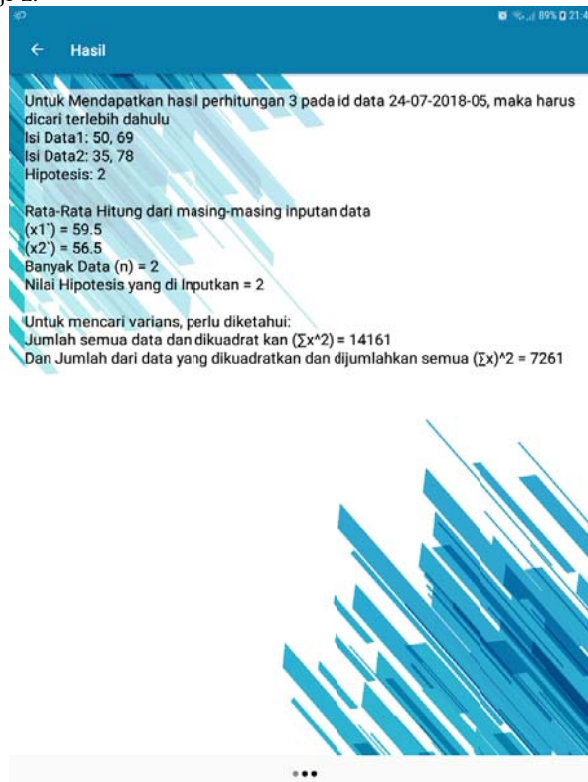 89% 21:4
Hasil
Untuk Mendapatkan hasil perhitungan 3 pada id data 24-07-2018-05, maka harus
dicari terlebih dahulu
Isi Data1: 50, 69
Isi Data2: 35, 78
Hipotesis: 2
Rata-Rata Hitung dari masing-masing inputan data
(x1`) = 59.5
(x2`) = 56.5
Banyak Data (n) = 2
Nilai Hipotesis yang di Inputkan = 2
Untuk mencari varians, perlu diketahui:
Jumlah semua data dan dikuadrat kan (∑x^2) = 14161
Dan Jumlah dari data yang dikuadratkan dan dijumlahkan semua (∑x)^2 = 7261